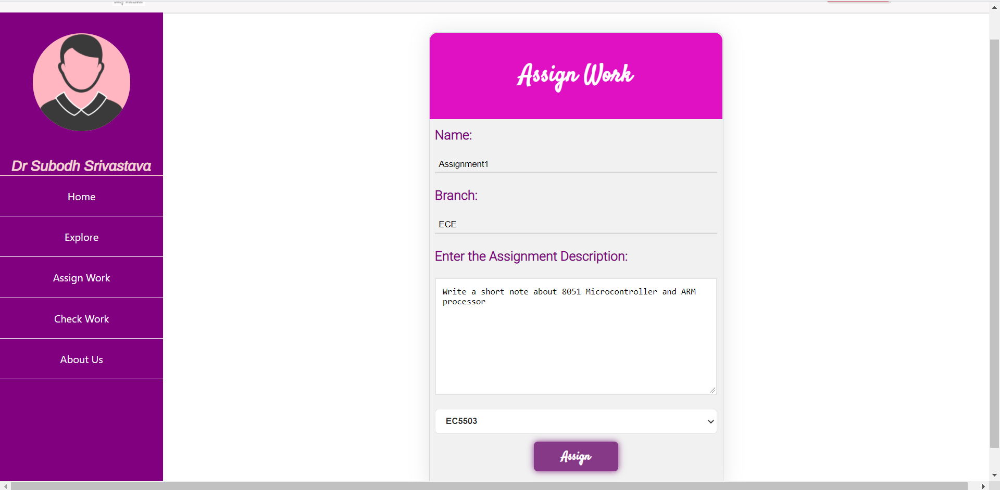 Dr Subodh Srivastava
Home
Explore
Assign Work
Check Work
About Us
Assign Work
Name:
Assignment1
Branch:
ECE
Enter the Assignment Description:
Write a short note about 8051 Microcontroller and ARM
processor
EC5503
Assign